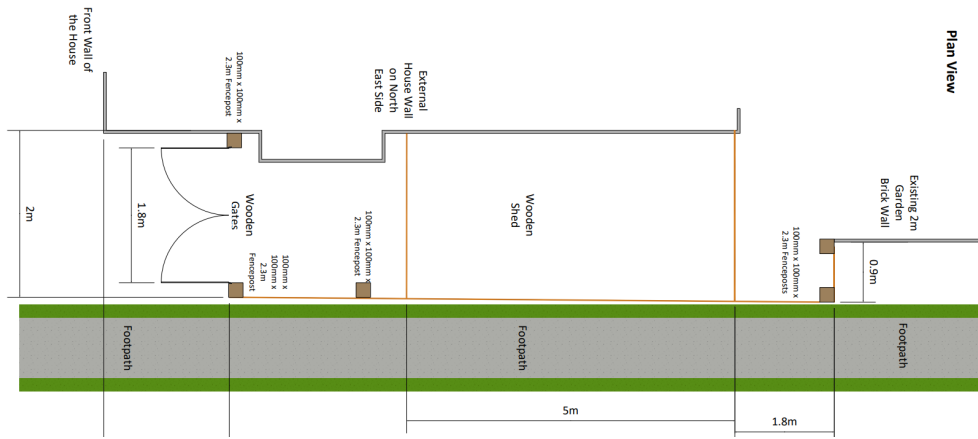 Plan View
Front Wall of
the House
100mm x 100mm x
2.3m Fencepost
External
House Wall
on North
East Side
Existing 2m
Garden
Brick Wall
2m
1.8m
Wooden
Gates
100mm x 100mm x
2.3m Fencepost
100mm x
100mm x
2.3m
Fencepost
Wooden
Shed
100mm x 100mm x
2.3m Fenceposts
0.9m
Footpath
Footpath
Footpath
5m
1.8m